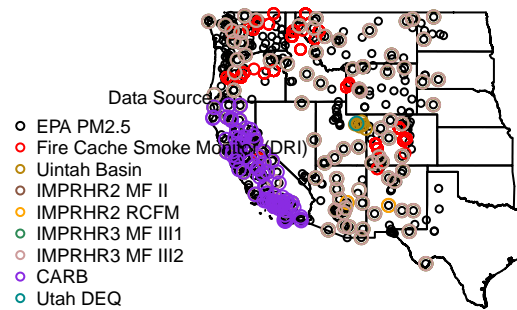 Data Source
EPA PM2.5
Fire Cache Smoke Monitor (DRI)
Uintah Basin
IMPRHR2 MF II
IMPRHR2 RCFM
IMPRHR3 MF III1
IMPRHR3 MF III2
CARB
Utah DEQ